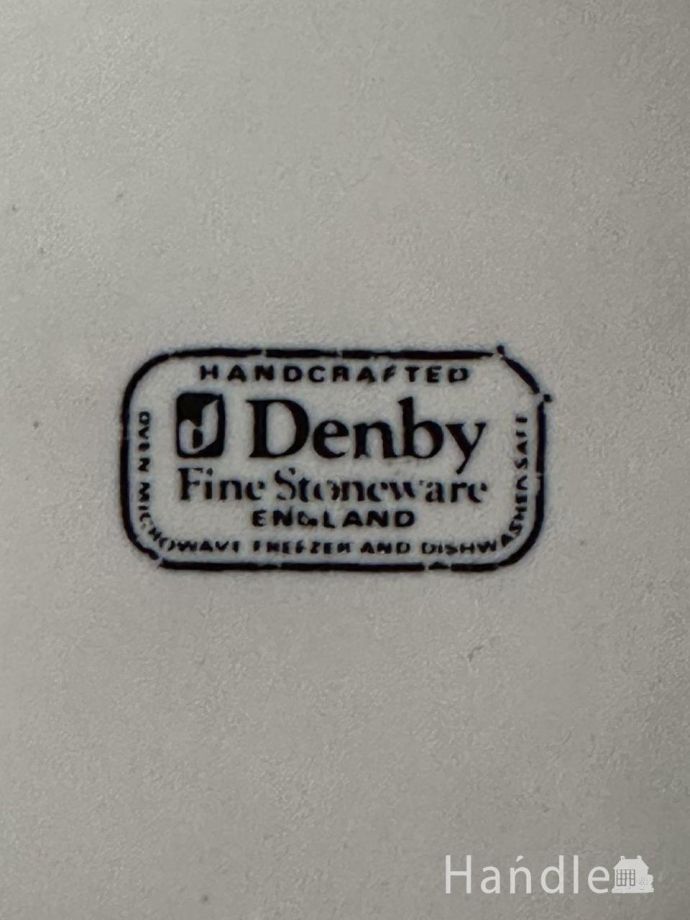 HANDCRAFTED
Denby
Fine Stoneware
ENGLAND
OVEN MICROWAVE FREEZER AND DISHWASHER SAFE
Handle